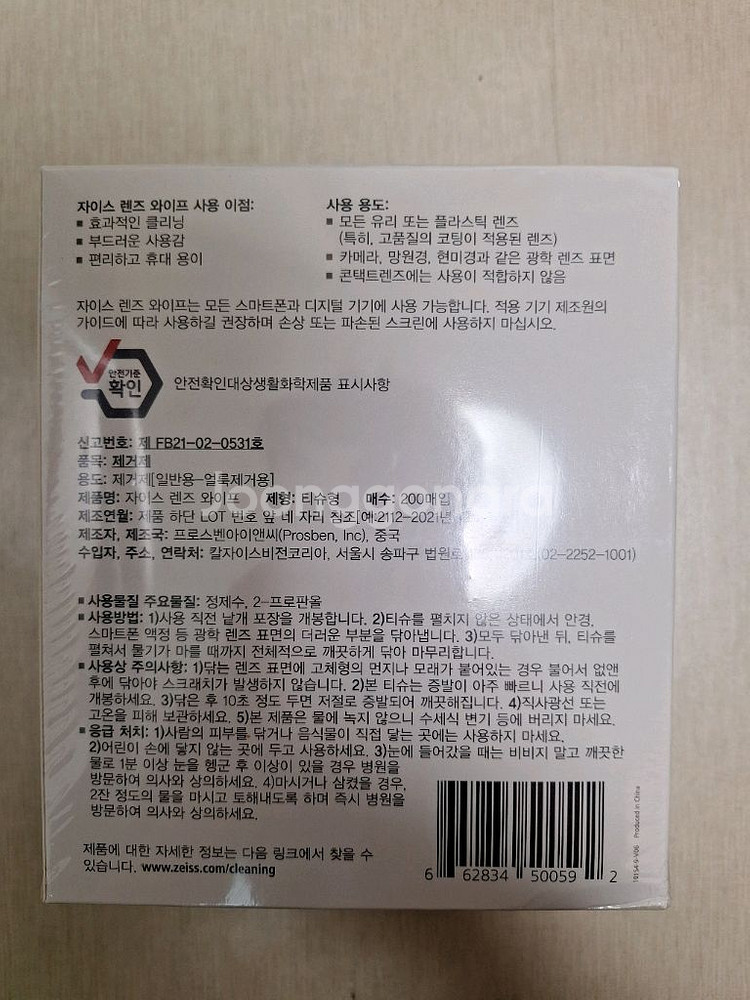 자이스 렌즈 와이프 사용 이점:
■ 효과적인 클리닝
■ 부드러운 사용감
■ 편리하고 휴대 용이
사용 용도:
■ 모든 유리 또는 플라스틱 렌즈
(특히, 고품질의 코팅이 적용된 렌즈)
■ 카메라, 망원경, 현미경과 같은 광학 렌즈 표면
■ 콘택트렌즈에는 사용이 적합하지 않음
자이스 렌즈 와이프는 모든 스마트폰과 디지털 기기에 사용 가능합니다. 적용 기기 제조원의
가이드에 따라 사용하길 권장하며 손상 또는 파손된 스크린에 사용하지 마십시오.
안전기준
확인
안전확인대상생활화학제품 표시사항
신고번호: 제 FB21-02-0531호
품목: 제거제
용도: 제거제[일반용-얼룩제거용]
제품명: 자이스 렌즈 와이프 제형: 티슈형 매수: 200매입
제조연월: 제품 하단 LOT 번호 앞 네 자리 참조[예:2112-2021년
제조자, 제조국: 프로스벤아이앤씨(Prosben, Inc), 중국
수입자, 주소, 연락처: 칼자이스비전코리아, 서울시 송파구 법원로 02-2252-1001)
■ 사용물질 주요물질: 정제수, 2-프로판올
■ 사용방법: 1)사용 직전 낱개 포장을 개봉합니다. 2)티슈를 펼치지 않은 상태에서 안경,
스마트폰 액정 등 광학 렌즈 표면의 더러운 부분을 닦아냅니다. 3)모두 닦아낸 뒤, 티슈를
펼쳐서 물기가 마를 때까지 전체적으로 깨끗하게 닦아 마무리합니다.
■ 사용상 주의사항: 1)닦는 렌즈 표면에 고체형의 먼지나 모래가 붙어있는 경우 불어서 없앤
후에 닦아야 스크래치가 발생하지 않습니다. 2)본 티슈는 증발이 아주 빠르니 사용 직전에
개봉하세요. 3)닦은 후 10초 정도 두면 저절로 증발되어 깨끗해집니다. 4)직사광선 또는
고온을 피해 보관하세요. 5)본 제품은 물에 녹지 않으니 수세식 변기 등에 버리지 마세요.
■ 응급 처치: 1)사람의 피부를 닦거나 음식물이 직접 닿는 곳에는 사용하지 마세요.
2)어린이 손에 닿지 않는 곳에 두고 사용하세요. 3)눈에 들어갔을 때는 비비지 말고 깨끗한
물로 1분 이상 눈을 헹군 후 이상이 있을 경우 병원을
방문하여 의사와 상의하세요. 4)마시거나 삼켰을 경우,
2잔 정도의 물을 마시고 토해내도록 하며 즉시 병원을
방문하여 의사와 상의하세요.
제품에 대한 자세한 정보는 다음 링크에서 찾을 수
있습니다. www.zeiss.com/cleaning
6 62834 50059 2
10154-9-V06 Produced in China
Joonggonara